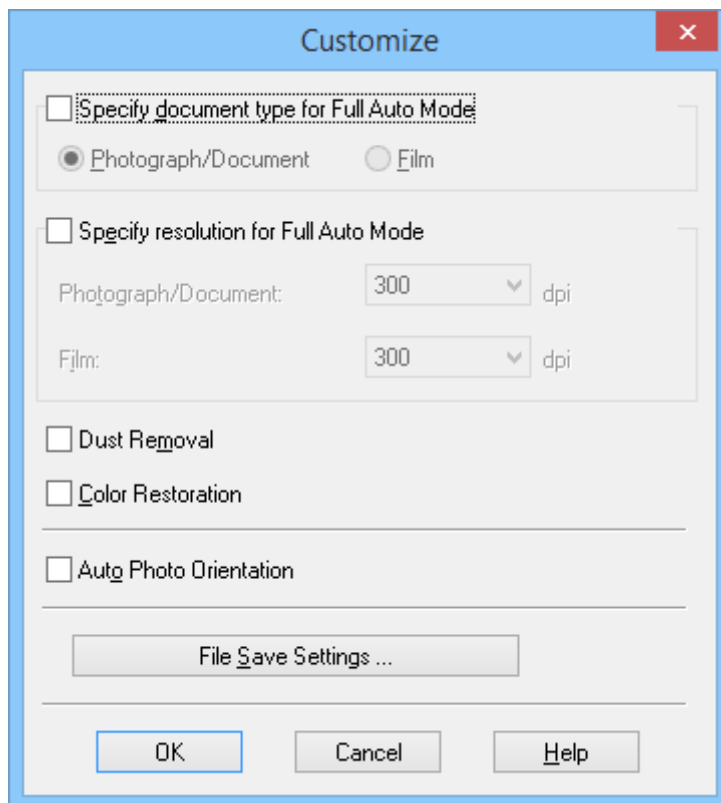 Customize
Specify document type for Full Auto Mode
Photograph/Document Film
Specify resolution for Full Auto Mode
Photograph/Document: 300 dpi
Film: 300 dpi
Dust Removal
Color Restoration
Auto Photo Orientation
File Save Settings ...
OK Cancel Help